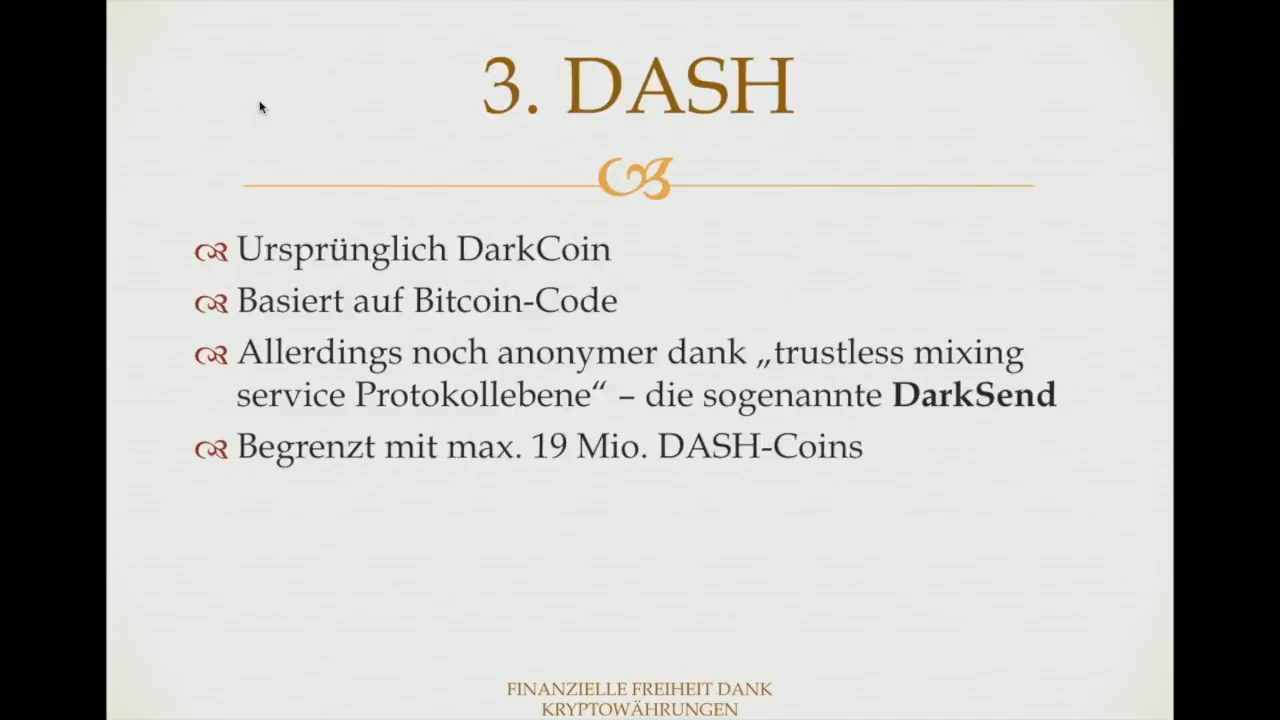 3. DASH
Ursprünglich DarkCoin
Basiert auf Bitcoin-Code
Allerdings noch anonymer dank „trustless mixing
service Protokollebene“ – die sogenannte DarkSend
Begrenzt mit max. 19 Mio. DASH-Coins
FINANZIELLE FREIHEIT DANK
KRYPTOWÄHRUNGEN